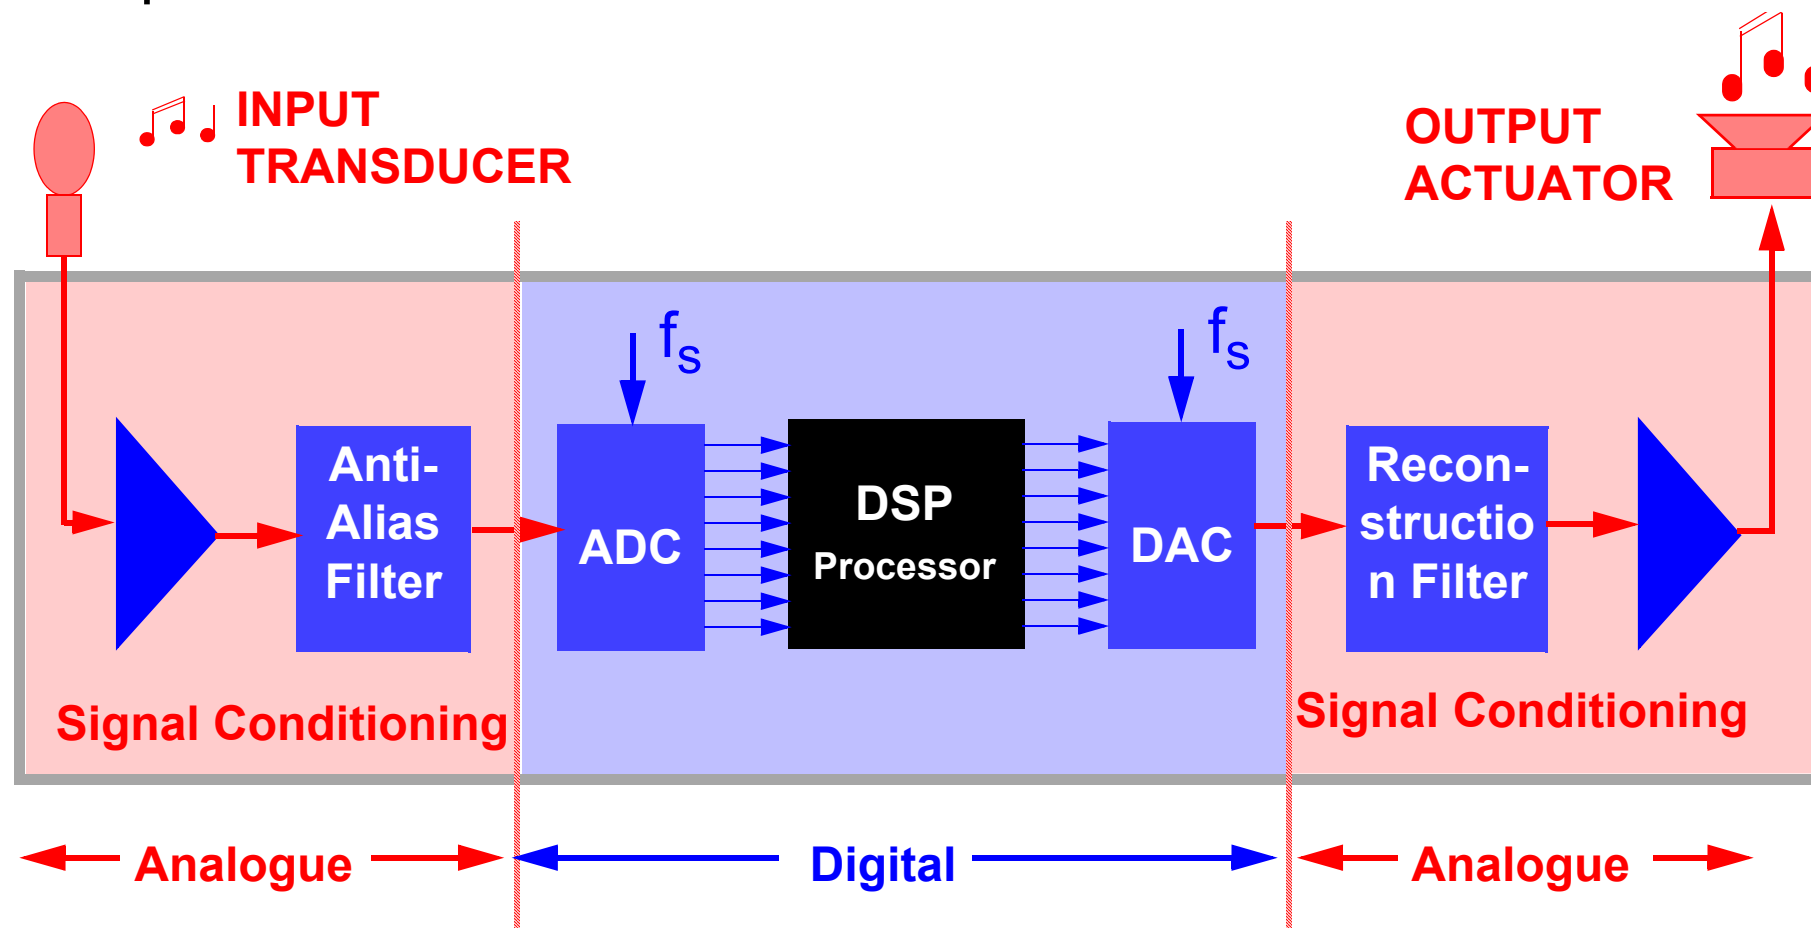 INPUT
TRANSDUCER
OUTPUT
ACTUATOR
fs
fs
Anti-
Alias
Filter
ADC
DSP
Processor
DAC
Recon-
structio
n Filter
Signal Conditioning
Signal Conditioning
Analogue
Digital
Analogue